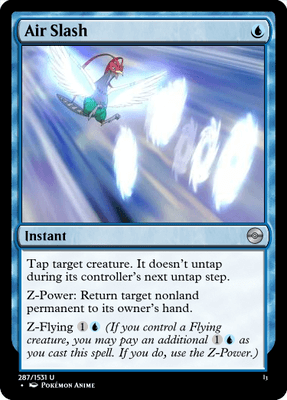 Air Slash
Instant
Tap target creature. It doesn't untap
during its controller's next untap step.
Z-Power: Return target nonland
permanent to its owner's hand.
Z-Flying 1 (If you control a Flying
creature, you may pay an additional 1 as
you cast this spell. If you do, use the Z-Power.)
287/1531 U
• Pokémon Anime